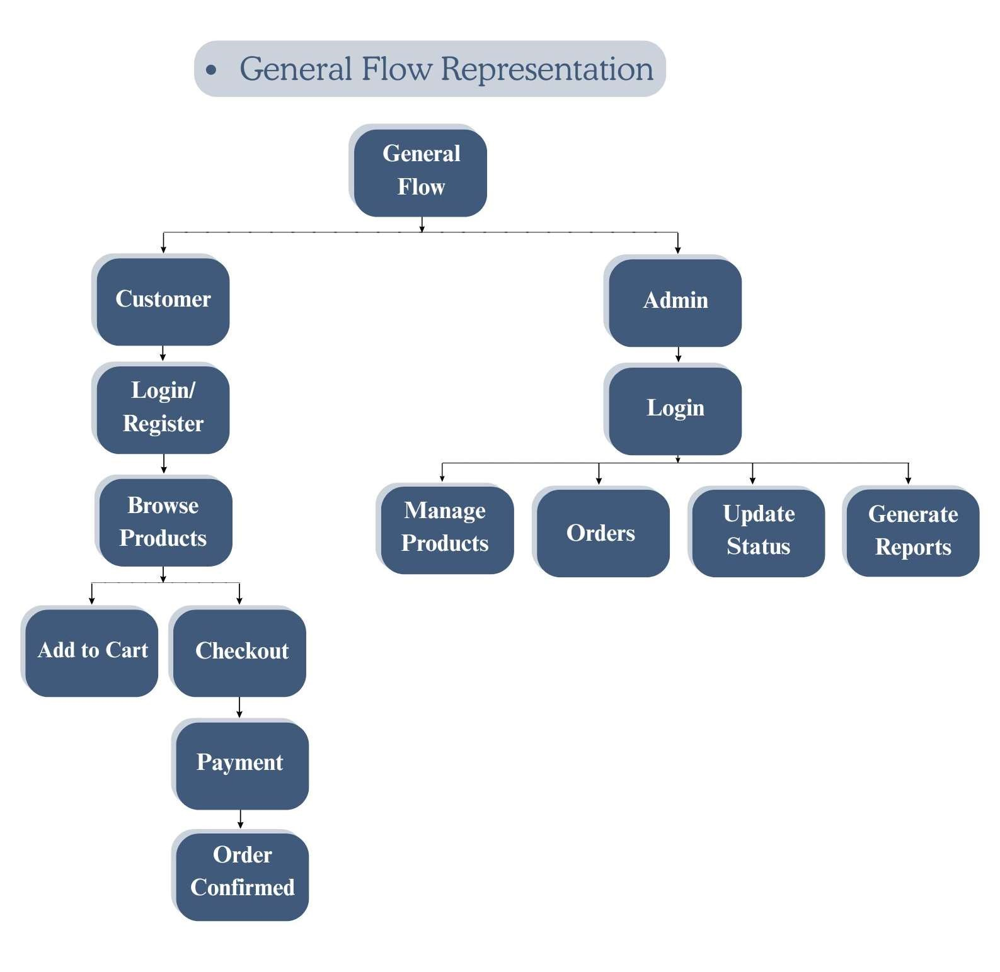 • General Flow Representation
General
Flow
Customer
Admin
Login/
Register
Login
Browse
Products
Manage
Products
Orders
Update
Status
Generate
Reports
Add to Cart
Checkout
Payment
Order
Confirmed